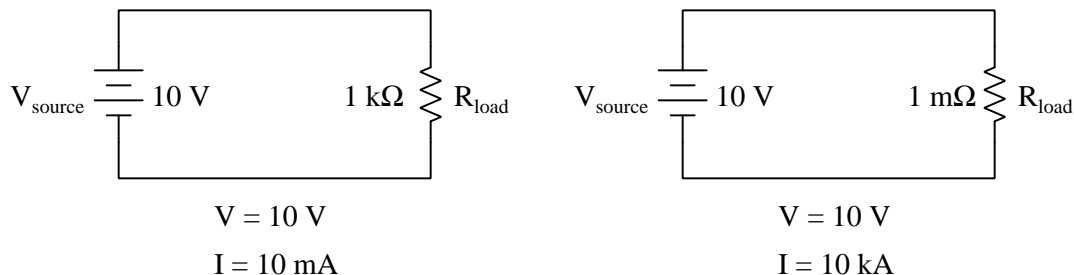 V_source 10 V 1 kΩ R_load
V = 10 V
I = 10 mA
V_source 10 V 1 mΩ R_load
V = 10 V
I = 10 kA